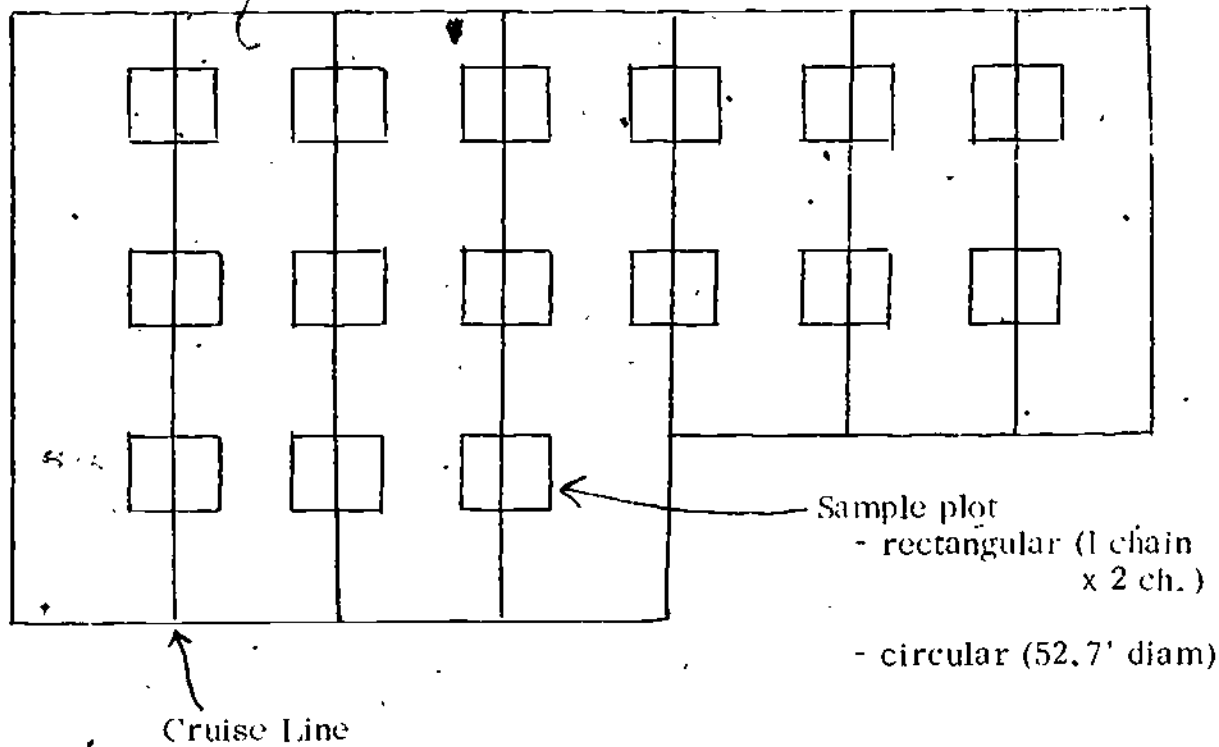 Sample plot
- rectangular (1 chain
x 2 ch.)
- circular (52.7' diam)
Cruise Line